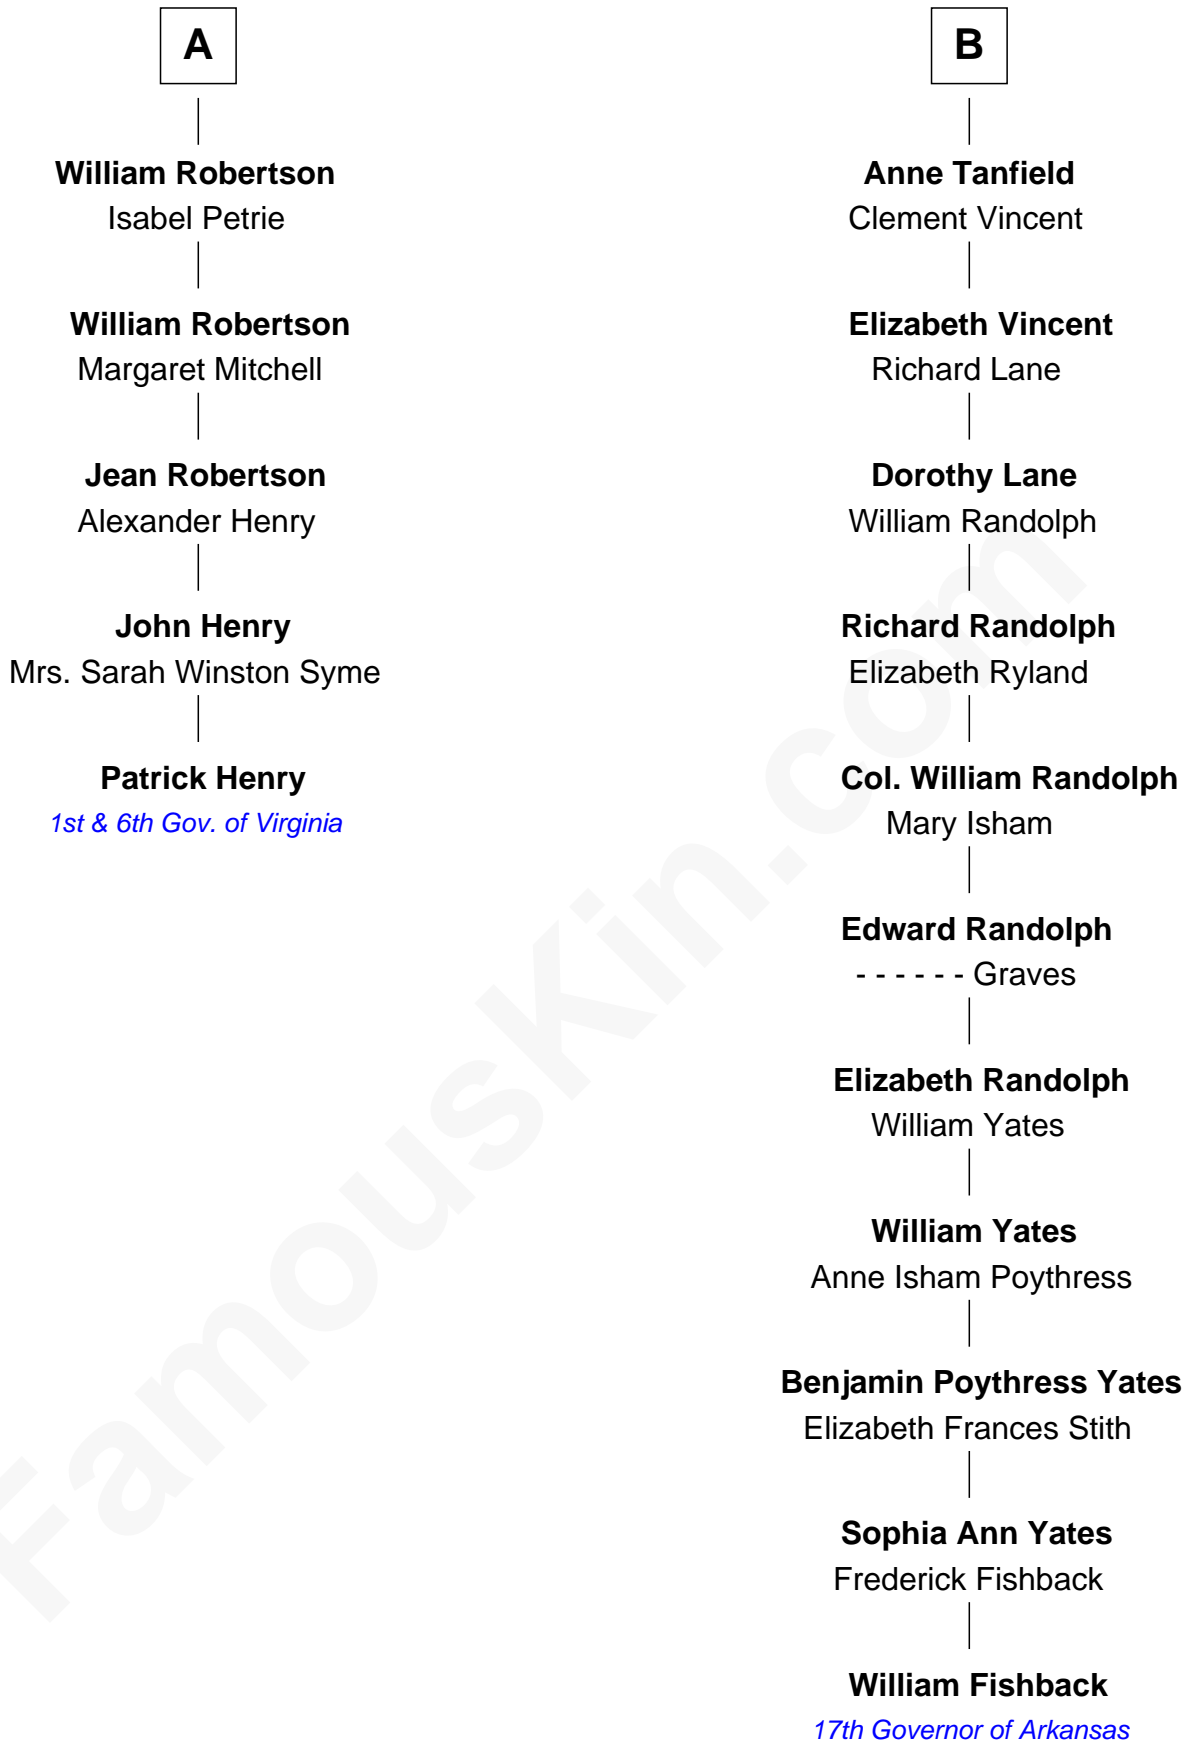 A
William Robertson
Isabel Petrie
William Robertson
Margaret Mitchell
Jean Robertson
Alexander Henry
John Henry
Mrs. Sarah Winston Syme
Patrick Henry
1st & 6th Gov. of Virginia
B
Anne Tanfield
Clement Vincent
Elizabeth Vincent
Richard Lane
Dorothy Lane
William Randolph
Richard Randolph
Elizabeth Ryland
Col. William Randolph
Mary Isham
Edward Randolph
- - - - - - Graves
Elizabeth Randolph
William Yates
William Yates
Anne Isham Poythress
Benjamin Poythress Yates
Elizabeth Frances Stith
Sophia Ann Yates
Frederick Fishback
William Fishback
17th Governor of Arkansas
FamousKin.com